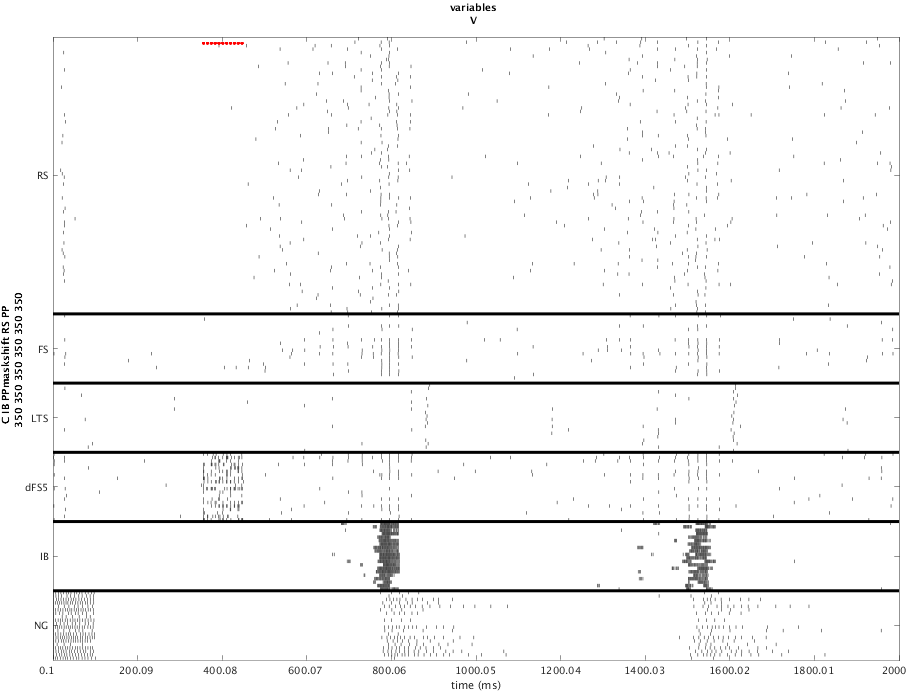 variables
V
RS
FS
LTS
dFS5
IB
NG
C IB PPmaskshift RS PP
350 350 350 350 350 350
0.1 200.09 400.08 600.07 800.06 1000.05 1200.04 1400.03 1600.02 1800.01 2000
time (ms)